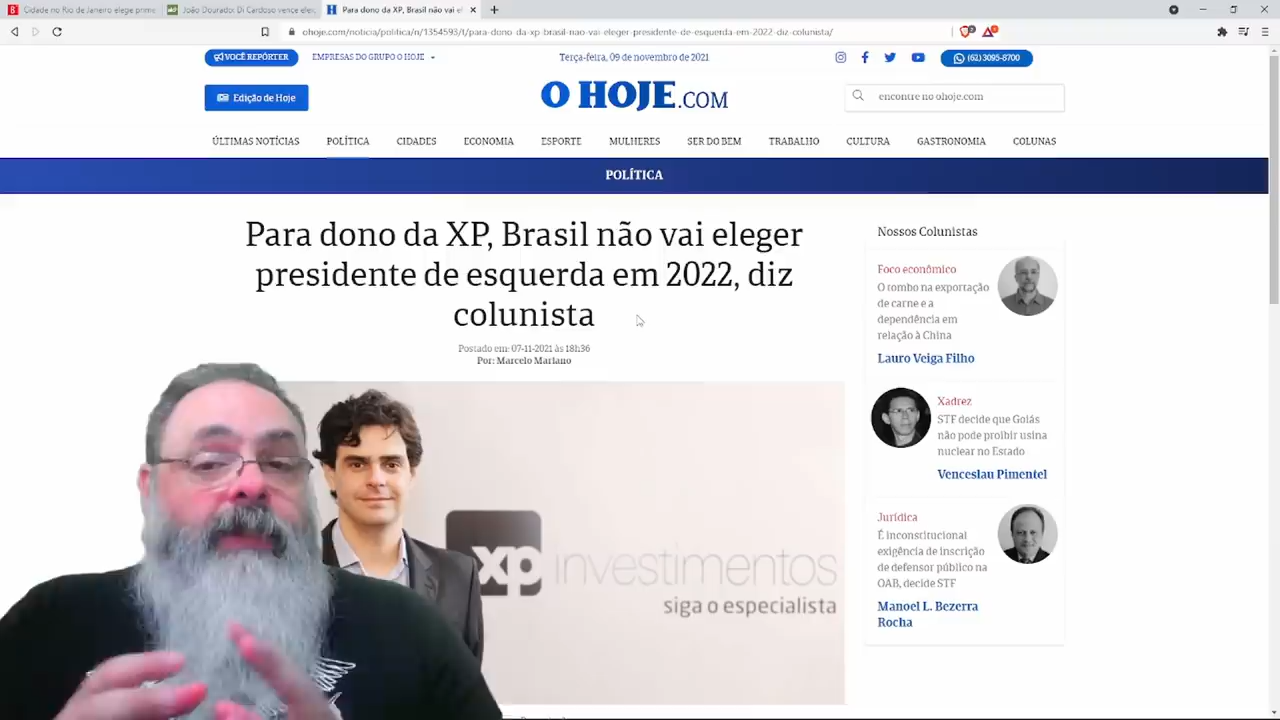 Cidade no Rio de Janeiro elege prime
João Dourado: Di Cardoso vence elei
Para dono da XP, Brasil não vai el
ohoje.com/noticia/politica/n/1354593/t/para-dono-da-xp-brasil-nao-vai-eleger-presidente-de-esquerda-em-2022-diz-colunista/
VOCÊ REPÓRTER
EMPRESAS DO GRUPO O HOJE
Terça-feira, 09 de novembro de 2021
(62) 3095-8700
Edição de Hoje
O HOJE.COM
encontre no ohoje.com
ÚLTIMAS NOTÍCIAS POLÍTICA CIDADES ECONOMIA ESPORTE MULHERES SER DO BEM TRABALHO CULTURA GASTRONOMIA COLUNAS
POLÍTICA
Para dono da XP, Brasil não vai eleger
presidente de esquerda em 2022, diz
colunista
Postado em: 07-11-2021 às 18h36
Por: Marcelo Mariano
xp investimentos
siga o especialista
Nossos Colunistas
Foco econômico
O tombo na exportação
de carne e a
dependência em
relação à China
Lauro Veiga Filho
Xadrez
STF decide que Goiás
não pode proibir usina
nuclear no Estado
Venceslau Pimentel
Jurídica
É inconstitucional
exigência de inscrição
de defensor público na
OAB, decide STF
Manoel L. Bezerra
Rocha